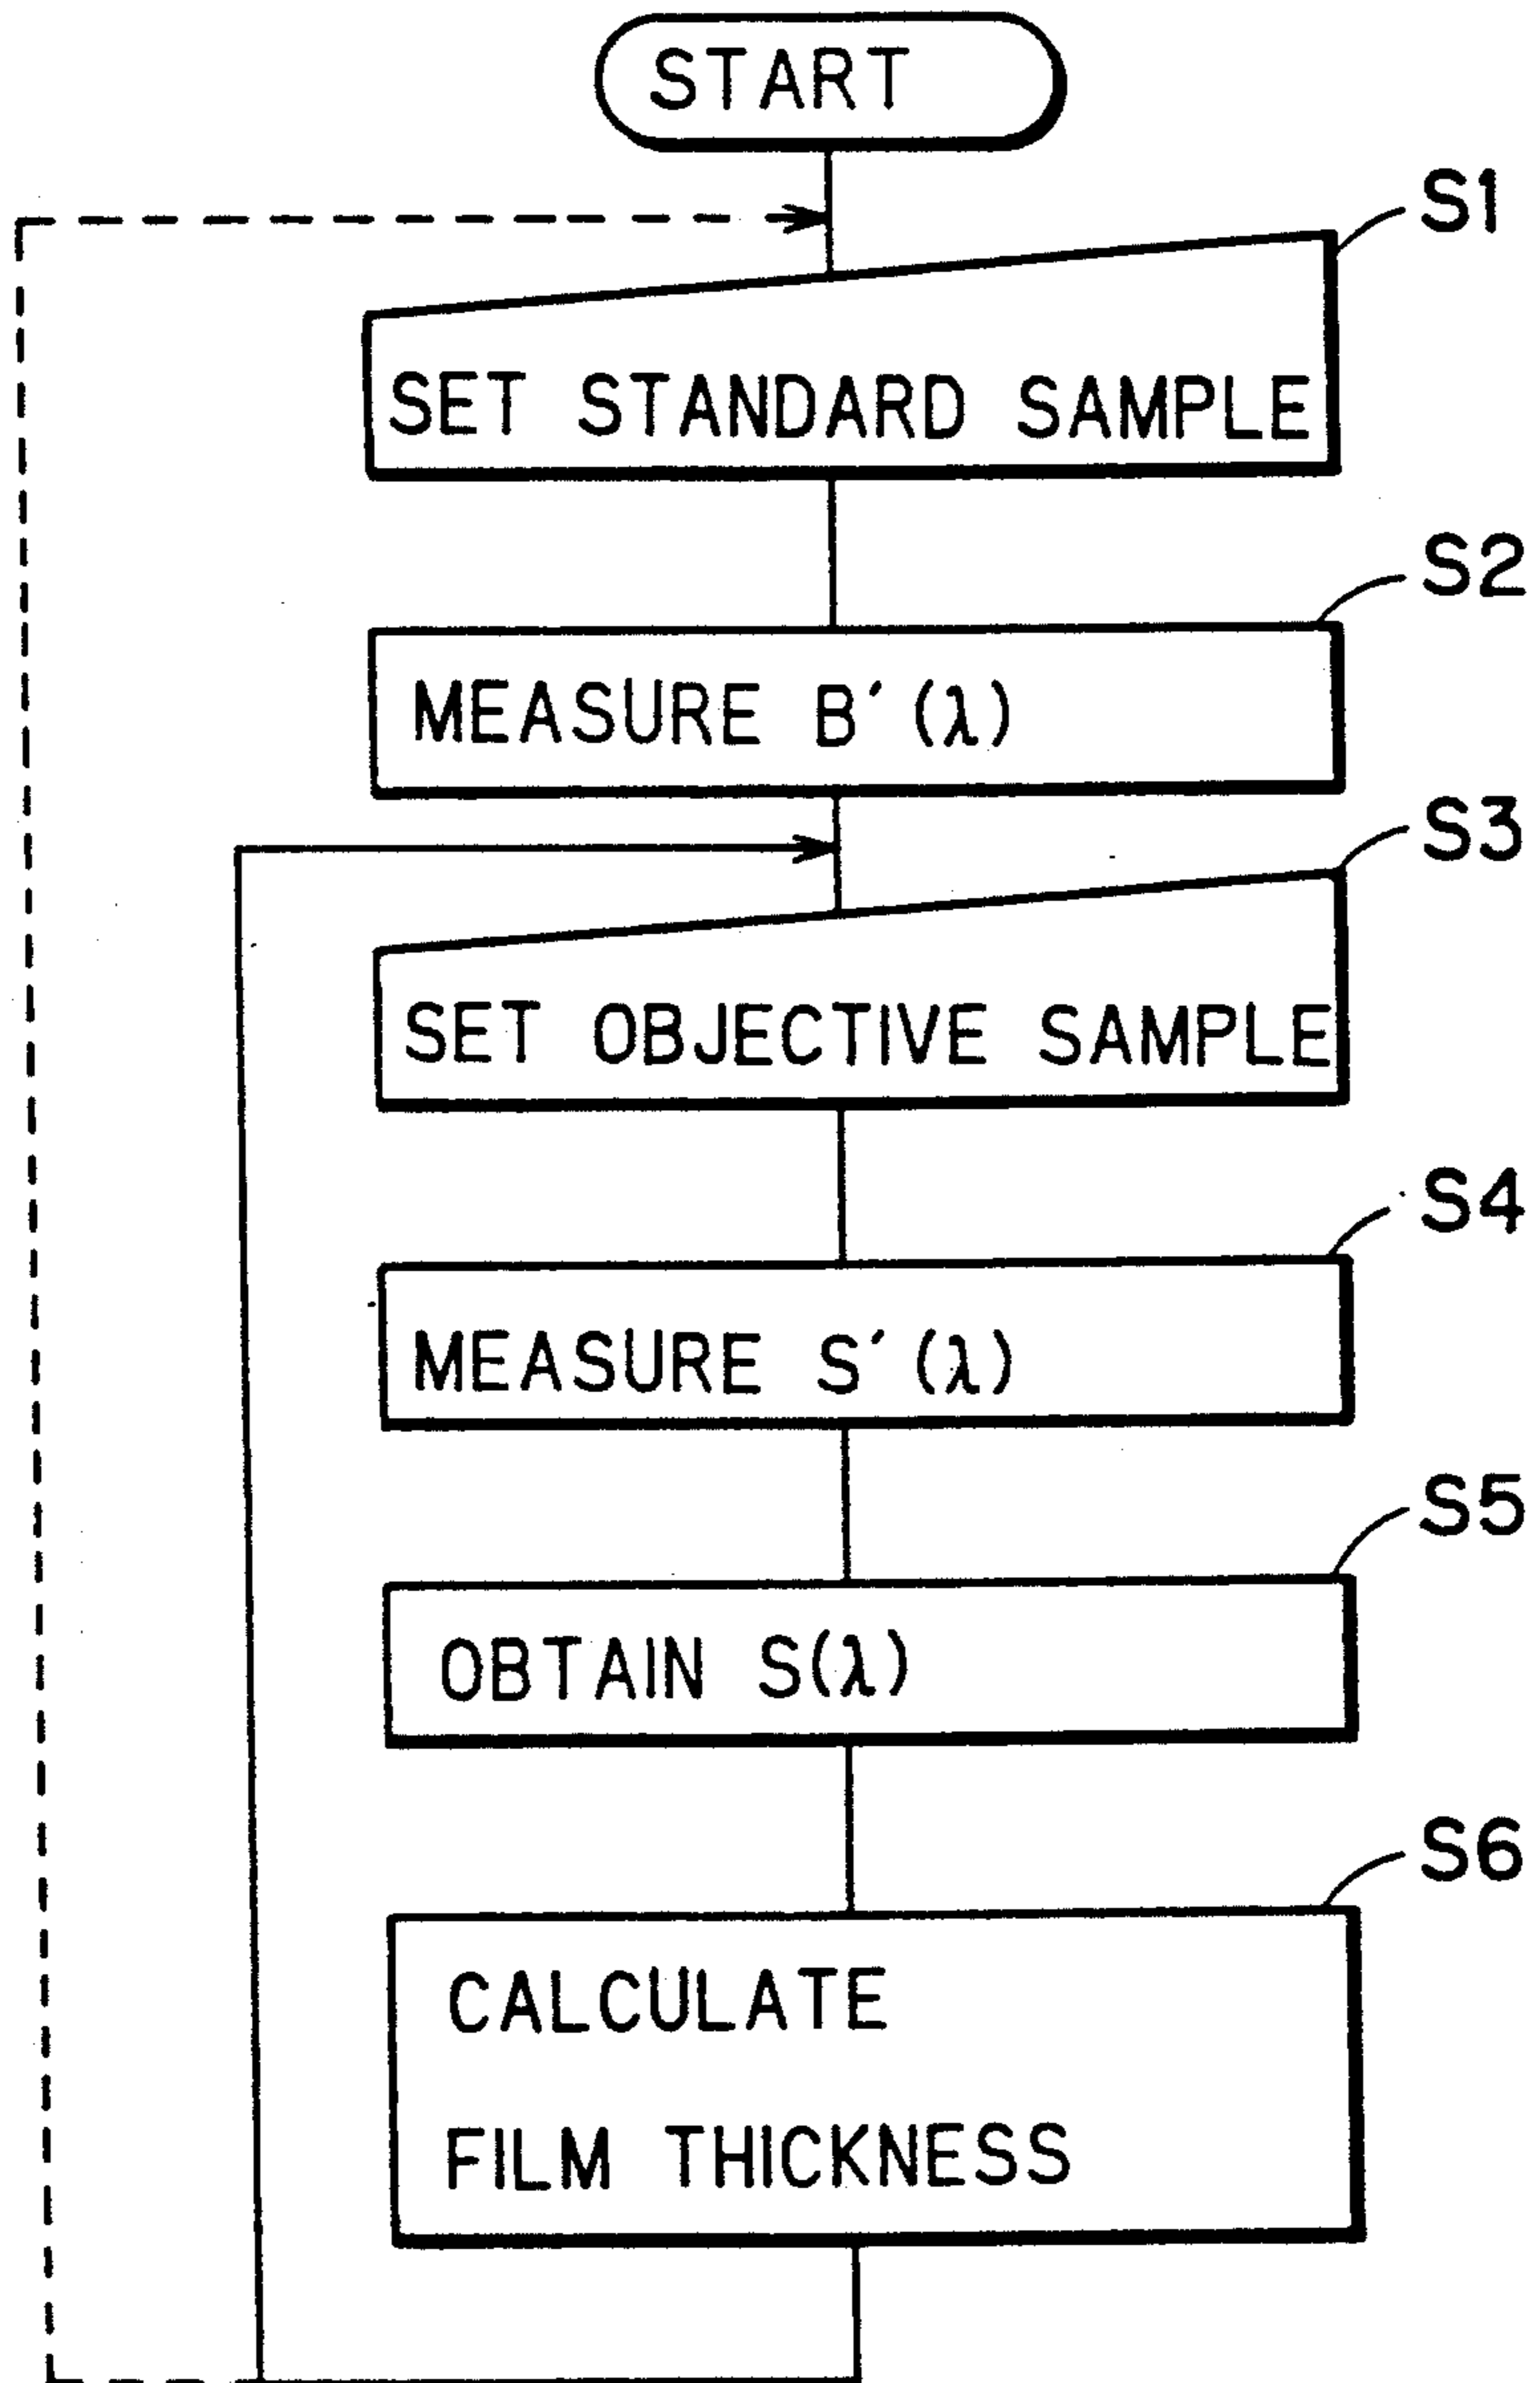 START
S1
SET STANDARD SAMPLE
S2
MEASURE B′(λ)
S3
SET OBJECTIVE SAMPLE
S4
MEASURE S′(λ)
S5
OBTAIN S(λ)
S6
CALCULATE
FILM THICKNESS